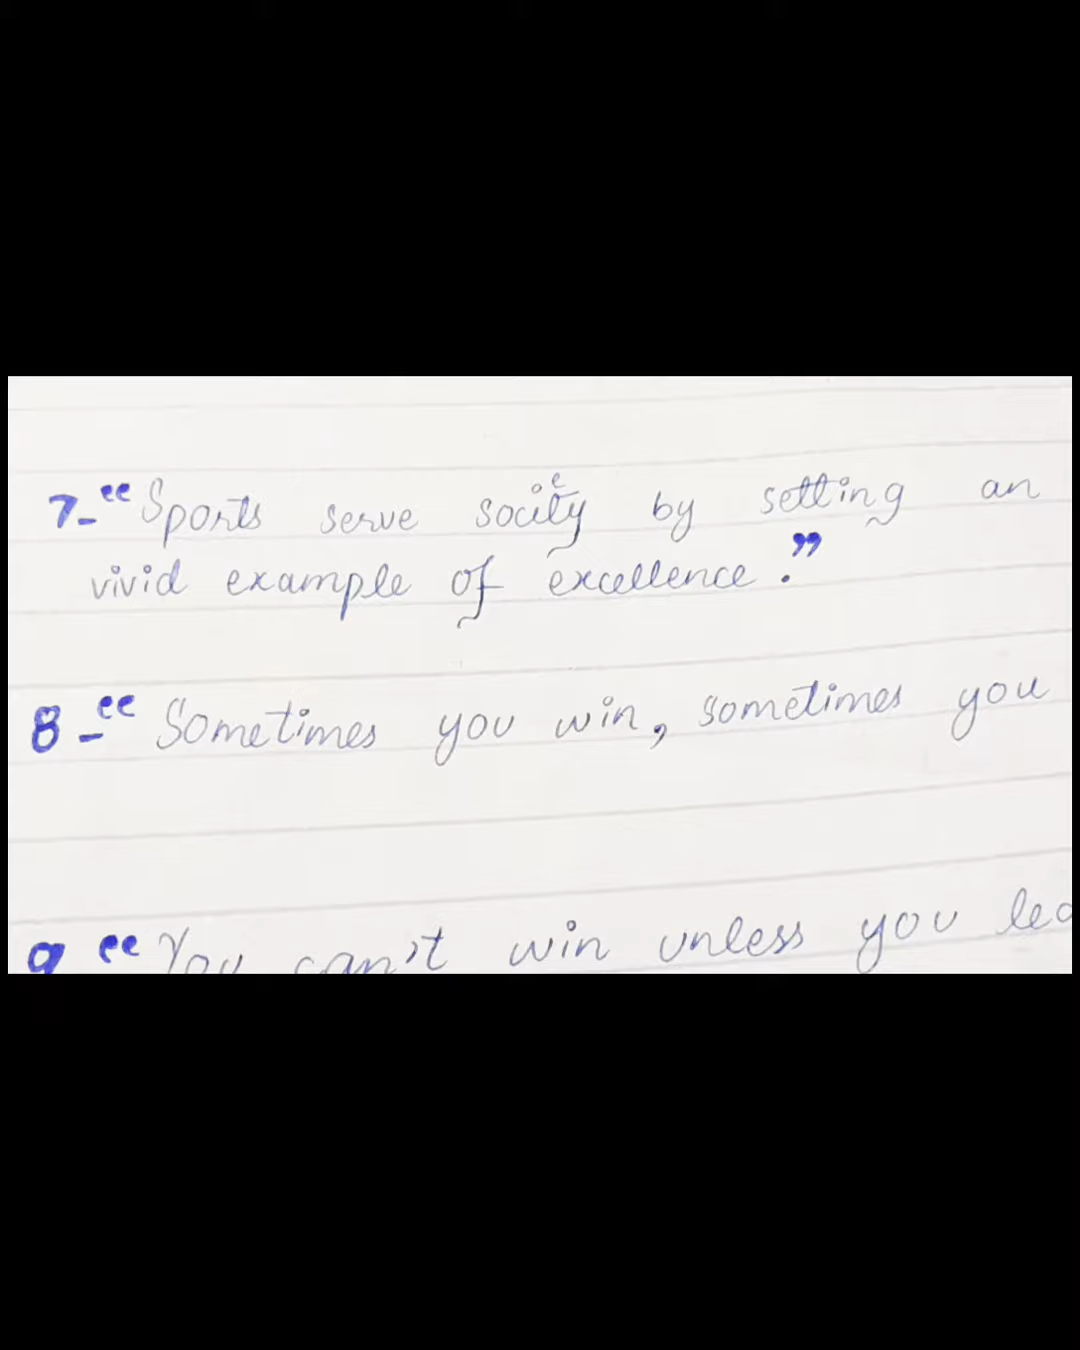 7-“Sports serve society by setting an
vivid example of excellence.”
8-“Sometimes you win, sometimes you
9 “You can't win unless you